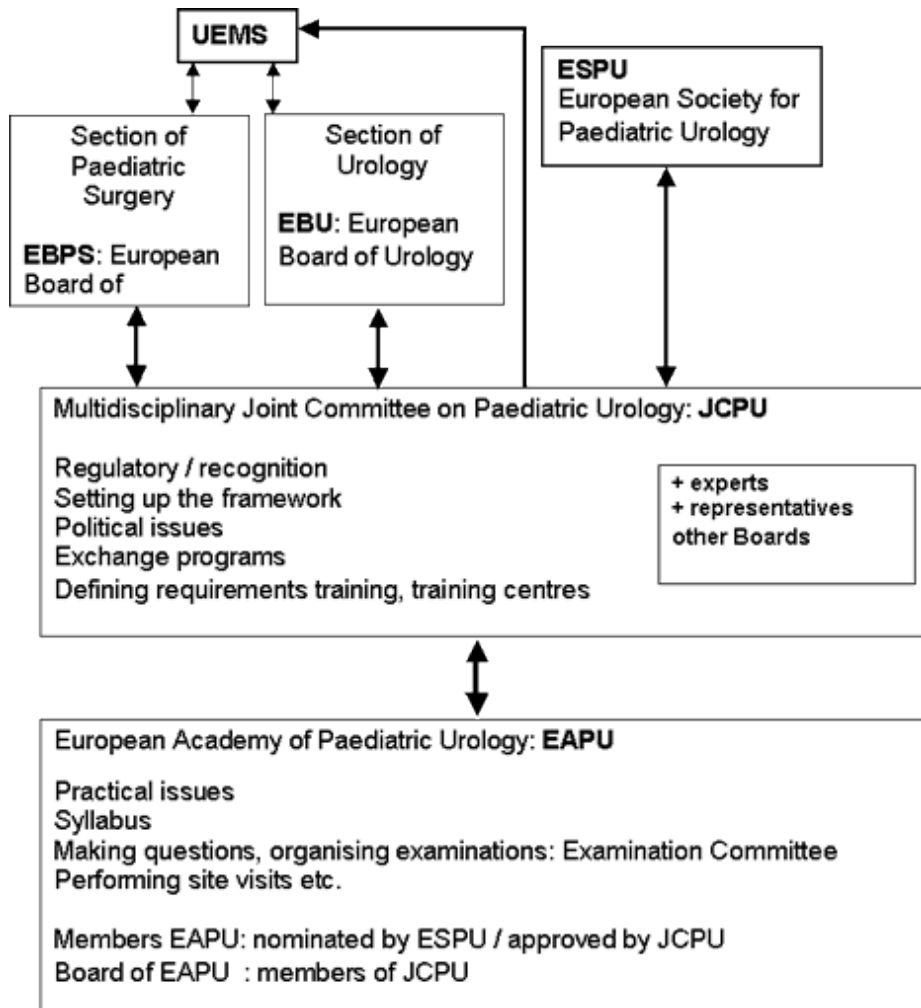 UEMS
ESPU
European Society for
Paediatric Urology
Section of
Paediatric
Surgery
EBPS: European
Board of
Section of
Urology
EBU: European
Board of Urology
Multidisciplinary Joint Committee on Paediatric Urology: JCPU
Regulatory / recognition
Setting up the framework
Political issues
Exchange programs
Defining requirements training, training centres
+ experts
+ representatives
other Boards
European Academy of Paediatric Urology: EAPU
Practical issues
Syllabus
Making questions, organising examinations: Examination Committee
Performing site visits etc.
Members EAPU: nominated by ESPU / approved by JCPU
Board of EAPU : members of JCPU